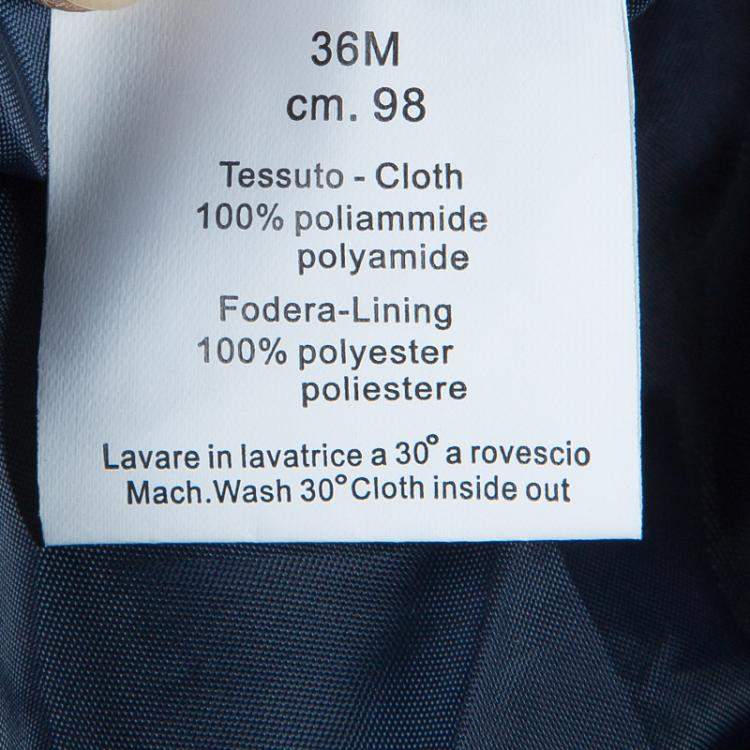 36M
cm. 98
Tessuto - Cloth
100% poliammide
polyamide
Fodera-Lining
100% polyester
poliestere
Lavare in lavatrice a 30° a rovescio
Mach.Wash 30°Cloth inside out